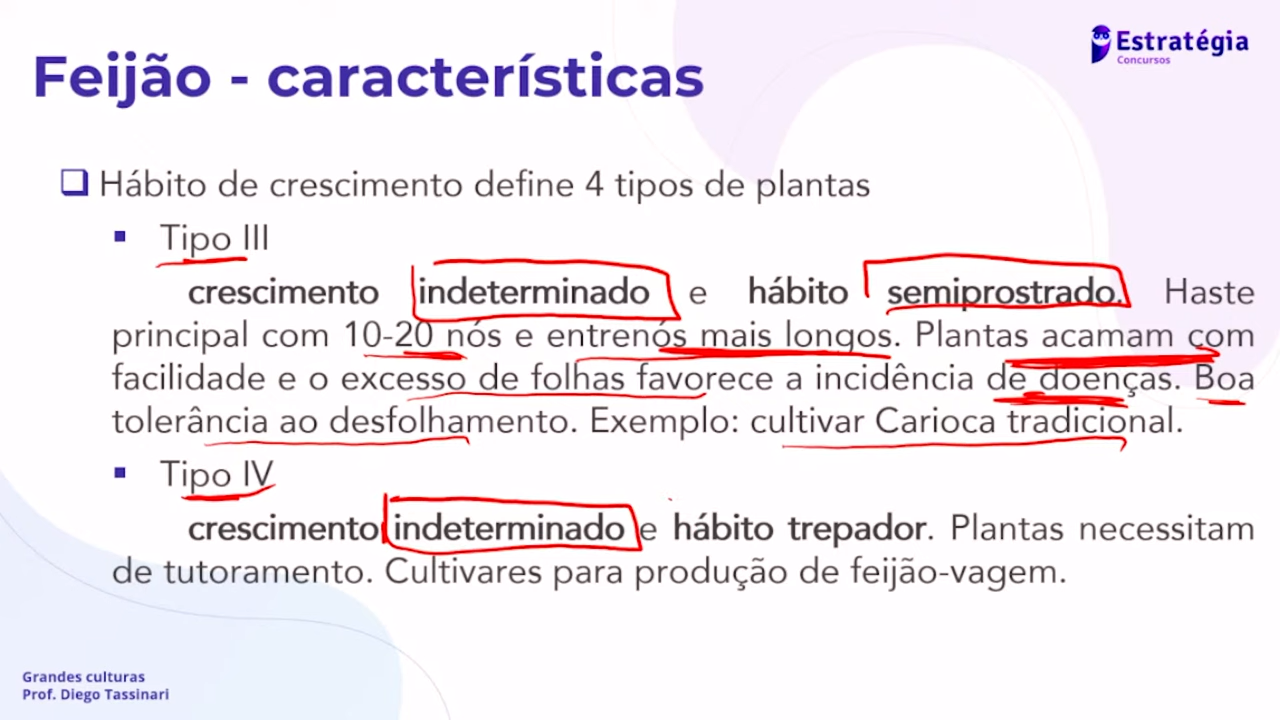 Estratégia
Concursos
Feijão - características
Hábito de crescimento define 4 tipos de plantas
Tipo III
crescimento indeterminado e hábito semiprostrado. Haste
principal com 10-20 nós e entrenós mais longos. Plantas acamam com
facilidade e o excesso de folhas favorece a incidência de doenças. Boa
tolerância ao desfolhamento. Exemplo: cultivar Carioca tradicional.
Tipo IV
crescimento indeterminado e hábito trepador. Plantas necessitam
de tutoramento. Cultivares para produção de feijão-vagem.
Grandes culturas
Prof. Diego Tassinari